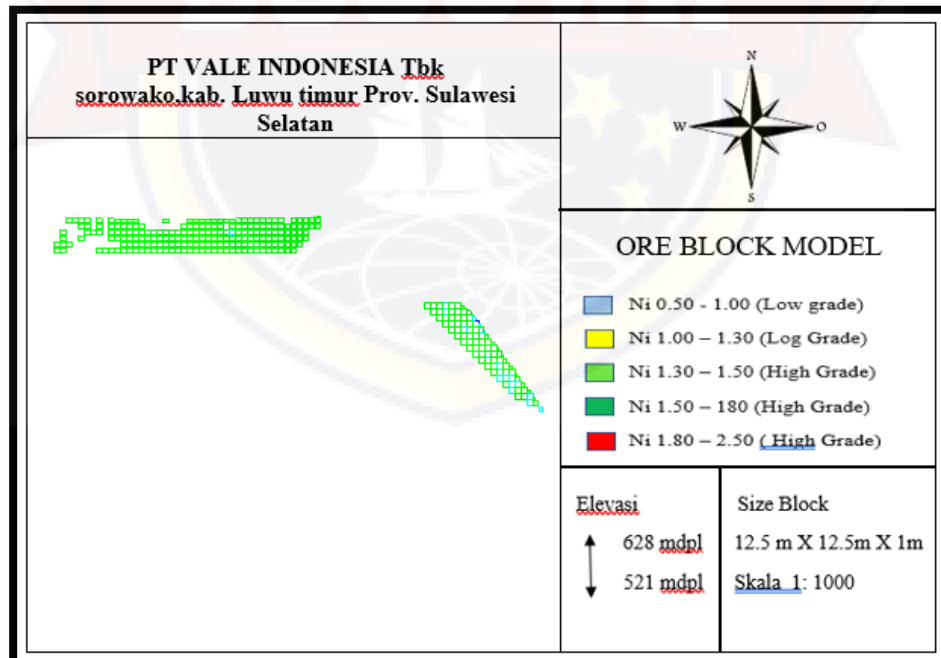 PT VALE INDONESIA Tbk
sorowako.kab. Luwu timur Prov. Sulawesi
Selatan
N
W
O
S
ORE BLOCK MODEL
Ni 0.50 - 1.00 (Low grade)
Ni 1.00 – 1.30 (Log Grade)
Ni 1.30 – 1.50 (High Grade)
Ni 1.50 – 180 (High Grade)
Ni 1.80 – 2.50 ( High Grade)
Elevasi
628 mdpl
521 mdpl
Size Block
12.5 m X 12.5m X 1m
Skala 1: 1000